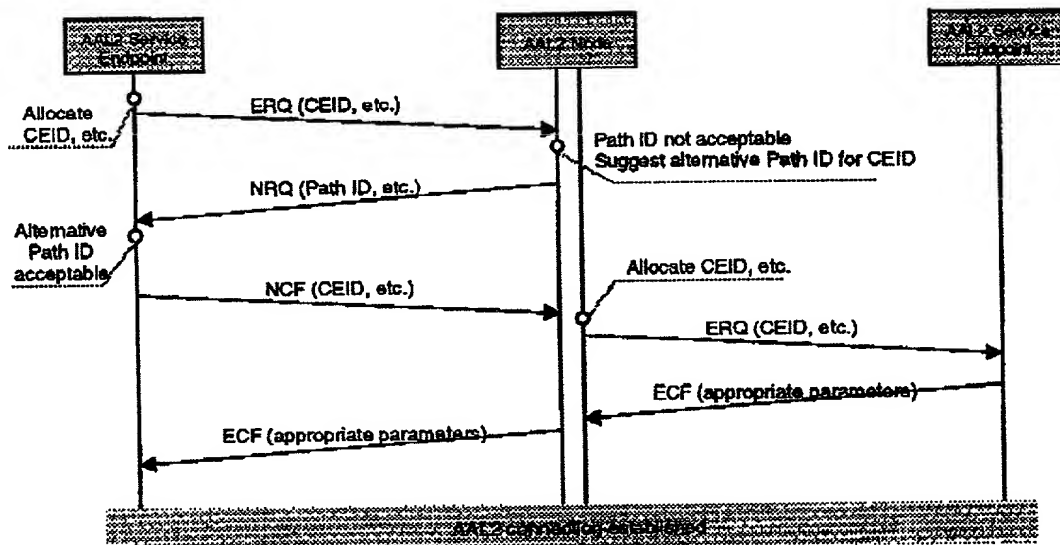 AAL2 Service
Endpoint
AAL2 Node
AAL2 Service
Endpoint
Allocate
CEID, etc.
ERQ (CEID, etc.)
Path ID not acceptable
Suggest alternative Path ID for CEID
NRQ (Path ID, etc.)
Alternative
Path ID
acceptable
Allocate CEID, etc.
NCF (CEID, etc.)
ERQ (CEID, etc.)
ECF (appropriate parameters)
ECF (appropriate parameters)
AAL2 connection established